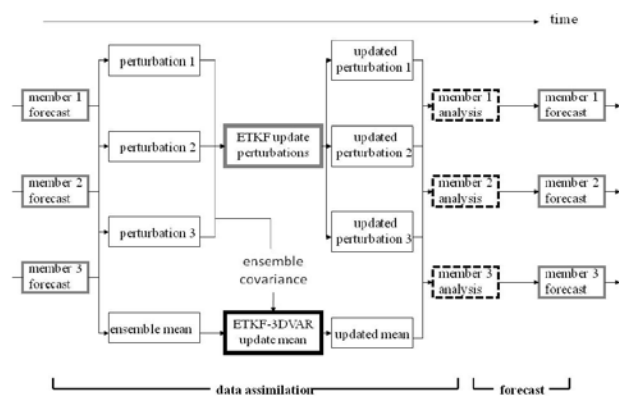 time
perturbation 1
updated
perturbation 1
member 1
forecast
member 1
analysis
member 1
forecast
perturbation 2
ETKF update
perturbations
updated
perturbation 2
member 2
forecast
member 2
analysis
member 2
forecast
perturbation 3
updated
perturbation 3
member 3
forecast
ensemble
covariance
member 3
analysis
member 3
forecast
ensemble mean
ETKF-3DVAR
update mean
updated mean
data assimilation
forecast